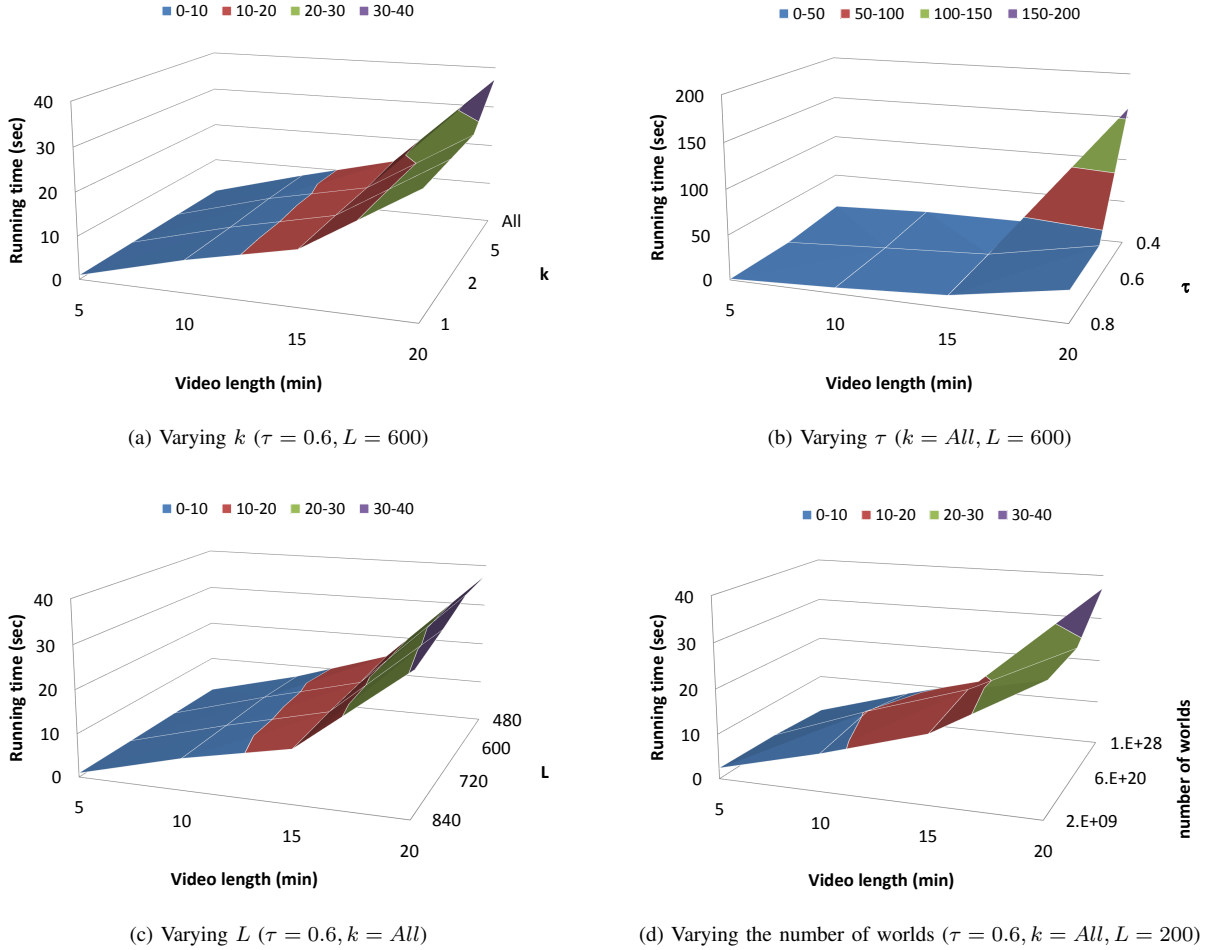 0-10 10-20 20-30 30-40
40
30
20
10
0
Running time (sec)
5
10
15
20
Video length (min)
All
5
2
1
k
(a) Varying k (τ = 0.6, L = 600)
0-50 50-100 100-150 150-200
200
150
100
50
0
Running time (sec)
5
10
15
20
Video length (min)
0.4
0.6
0.8
τ
(b) Varying τ (k = All, L = 600)
0-10 10-20 20-30 30-40
40
30
20
10
0
Running time (sec)
5
10
15
20
Video length (min)
480
600
720
840
L
(c) Varying L (τ = 0.6, k = All)
0-10 10-20 20-30 30-40
40
30
20
10
0
Running time (sec)
5
10
15
20
Video length (min)
1.E+28
6.E+20
2.E+09
number of worlds
(d) Varying the number of worlds (τ = 0.6, k = All, L = 200)